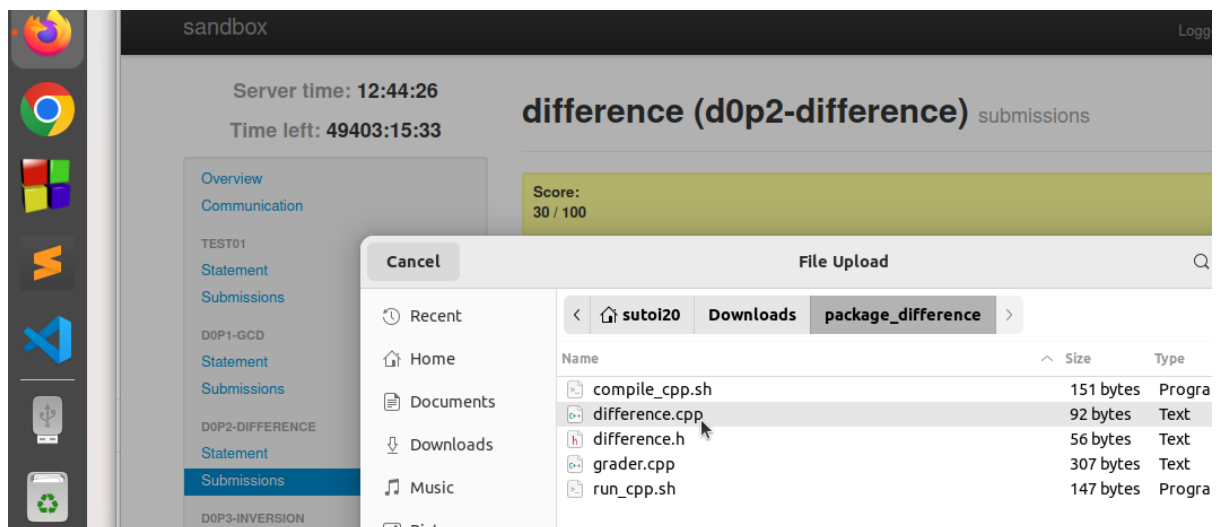 sandbox
Logge
Server time: 12:44:26
Time left: 49403:15:33
difference (d0p2-difference) submissions
Overview
Communication
Score:
30 / 100
TEST01
Statement
Submissions
D0P1-GCD
Statement
Submissions
D0P2-DIFFERENCE
Statement
Submissions
D0P3-INVERSION
Cancel
File Upload
Recent
Home
Documents
Downloads
Music
sutoi20 Downloads package_difference
Name Size Type
compile_cpp.sh 151 bytes Progra
difference.cpp 92 bytes Text
difference.h 56 bytes Text
grader.cpp 307 bytes Text
run_cpp.sh 147 bytes Progra